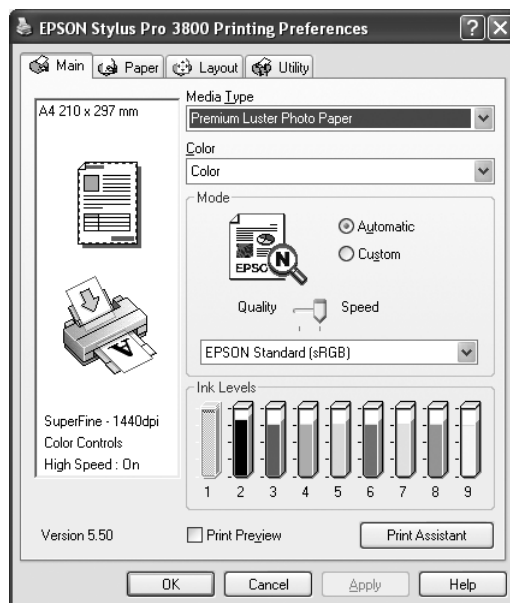 EPSON Stylus Pro 3800 Printing Preferences
Main Paper Layout Utility
A4 210 x 297 mm
Media Type
Premium Luster Photo Paper
Color
Color
Mode
EPSO
N
Automatic
Custom
Quality Speed
EPSON Standard (sRGB)
SuperFine - 1440dpi
Color Controls
High Speed : On
Ink Levels
1 2 3 4 5 6 7 8 9
Version 5.50
Print Preview
Print Assistant
OK Cancel Apply Help